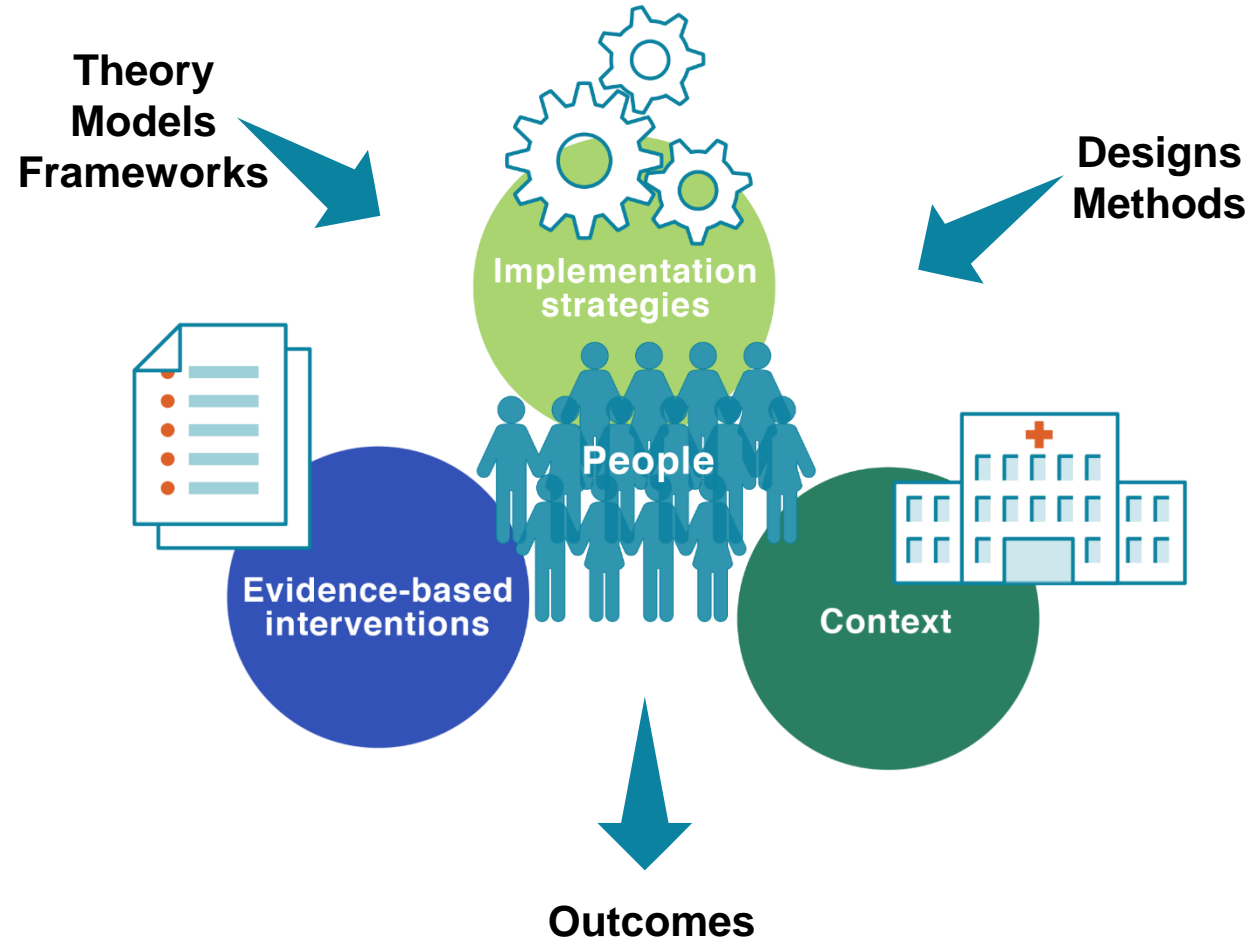 Theory
Models
Frameworks
Designs
Methods
Implementation
strategies
People
Evidence-based
interventions
Context
Outcomes